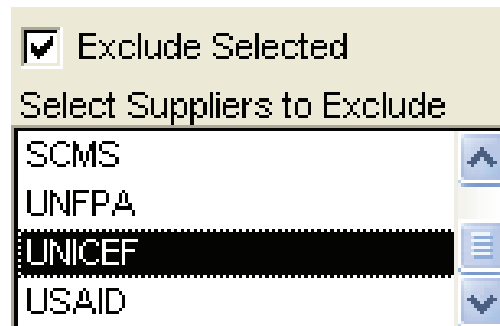 Exclude Selected
Select Suppliers to Exclude
SCMS
UNFPA
UNICEF
USAID